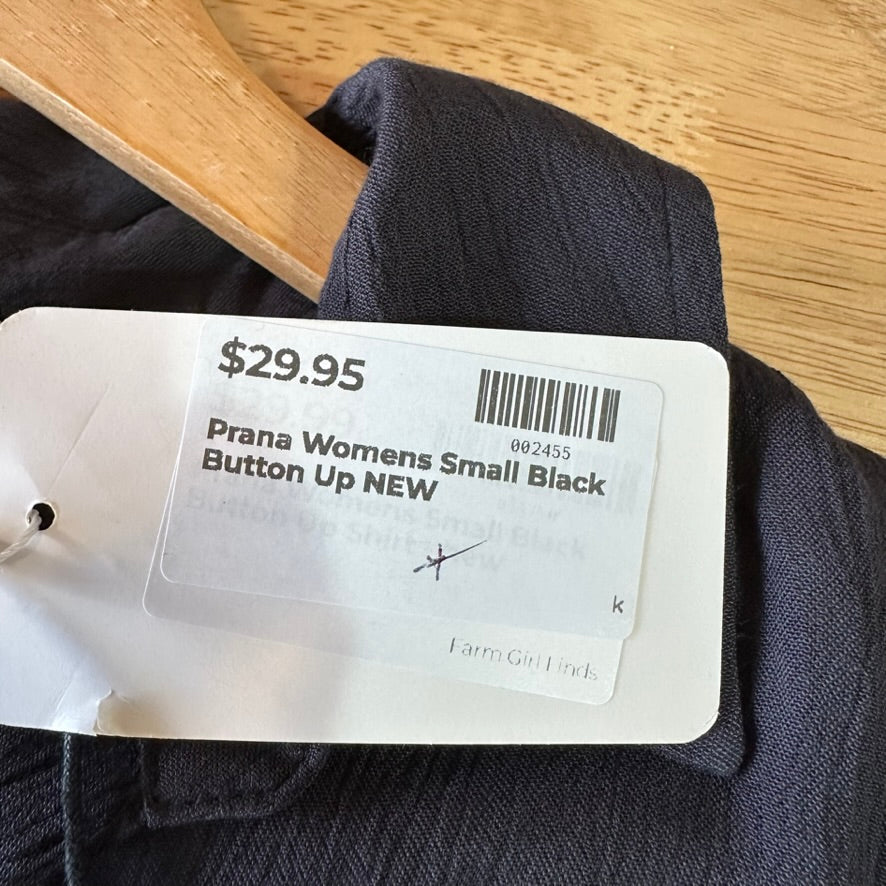 $29.95
002455
Prana Womens Small Black
Button Up NEW
k
Farm Girl Finds